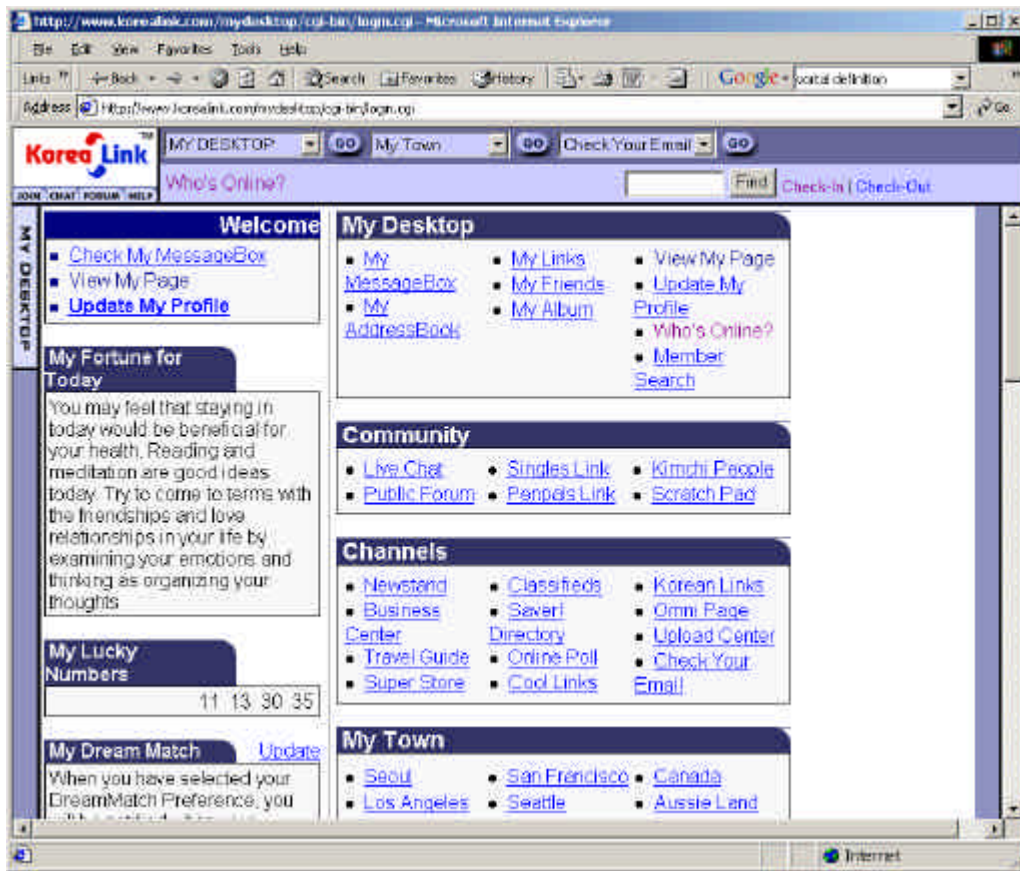 http://www.korealink.com/mydesktop/cgi-bin/login.cgi - Microsoft Internet Explorer
File Edit View Favorites Tools Help
Links Back Search Favorites History Google
Address http://www.korealink.com/mydesktop/cgi-bin/login.cgi Go
Korea Link TM MY DESKTOP GO My Town GO Check Your Email GO
JOIN CHAT FORUM HELP Who's Online? Find Check-In | Check-Out
MY DESKTOP
Welcome
Check My MessageBox
View My Page
Update My Profile
My Fortune for
Today
You may feel that staying in
today would be beneficial for
your health. Reading and
meditation are good ideas
today. Try to come to terms with
the friendships and love
relationships in your life by
examining your emotions and
thinking as organizing your
thoughts
My Lucky
Numbers
11 13 30 35
My Dream Match Update
When you have selected your
DreamMatch Preference, you
My Desktop
My My Links View My Page
MessageBox My Friends Update My
My My Album Profile
AddressBook Who's Online?
Member
Search
Community
Live Chat Singles Link Kimchi People
Public Forum Penpals Link Scratch Pad
Channels
Newstand Classifieds Korean Links
Business Saver! Omni Page
Center Directory Upload Center
Travel Guide Online Poll Check Your
Super Store Cool Links Email
My Town
Seoul San Francisco Canada
Los Angeles Seattle Aussie Land
Internet